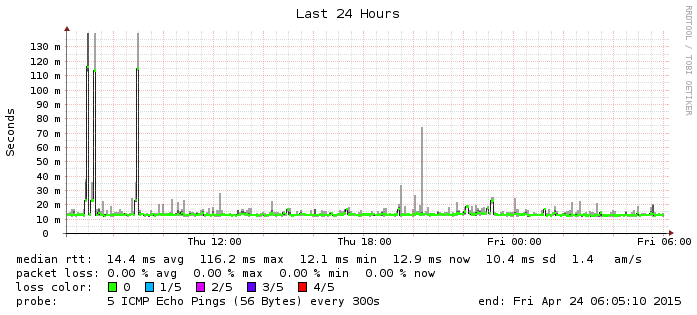 Last 24 Hours
RRDTOOL / TOBI OETIKER
Seconds
130 m
120 m
110 m
100 m
90 m
80 m
70 m
60 m
50 m
40 m
30 m
20 m
10 m
0
Thu 12:00 Thu 18:00 Fri 00:00 Fri 06:00
median rtt: 14.4 ms avg 116.2 ms max 12.1 ms min 12.9 ms now 10.4 ms sd 1.4 am/s
packet loss: 0.00 % avg 0.00 % max 0.00 % min 0.00 % now
loss color: 0 1/5 2/5 3/5 4/5
probe: 5 ICMP Echo Pings (56 Bytes) every 300s end: Fri Apr 24 06:05:10 2015